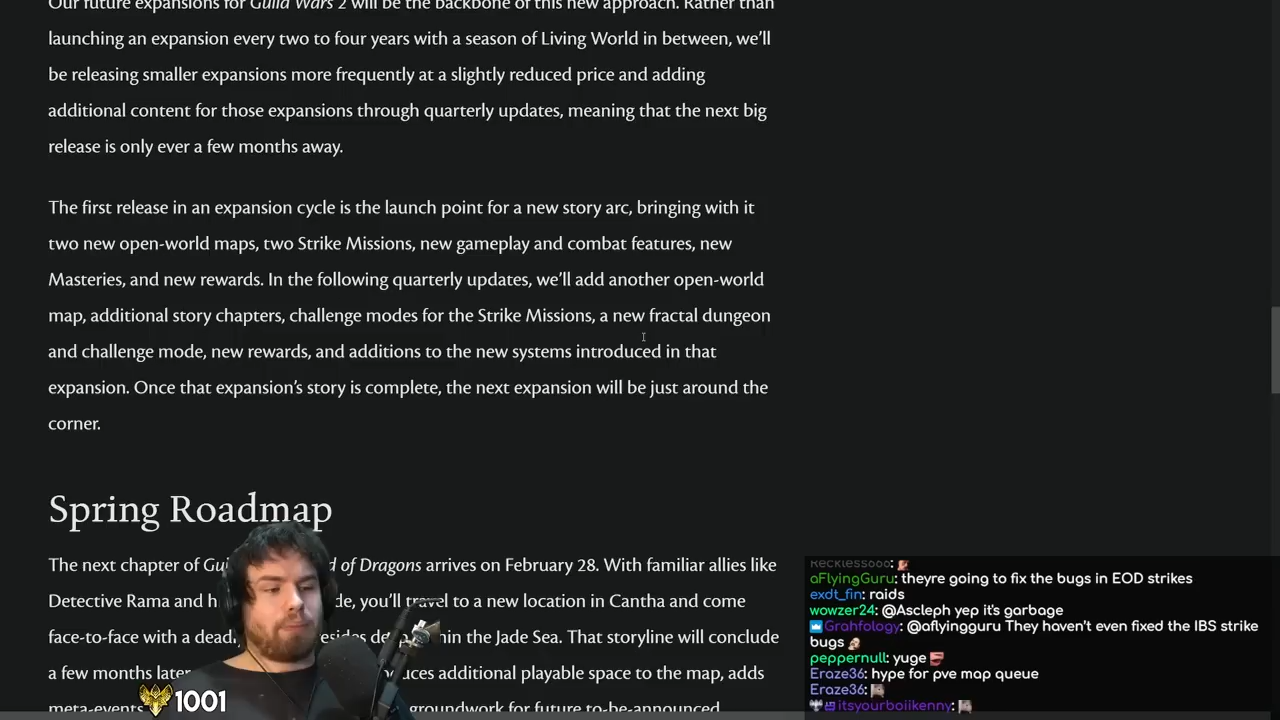 Our future expansions for Guild Wars 2 will be the backbone of this new approach. Rather than
launching an expansion every two to four years with a season of Living World in between, we'll
be releasing smaller expansions more frequently at a slightly reduced price and adding
additional content for those expansions through quarterly updates, meaning that the next big
release is only ever a few months away.
The first release in an expansion cycle is the launch point for a new story arc, bringing with it
two new open-world maps, two Strike Missions, new gameplay and combat features, new
Masteries, and new rewards. In the following quarterly updates, we'll add another open-world
map, additional story chapters, challenge modes for the Strike Missions, a new fractal dungeon
and challenge mode, new rewards, and additions to the new systems introduced in that
expansion. Once that expansion's story is complete, the next expansion will be just around the
corner.
Spring Roadmap
The next chapter of Gu d of Dragons arrives on February 28. With familiar allies like
Detective Rama and h de, you'll travel to a new location in Cantha and come
face-to-face with a dead esides de hin the Jade Sea. That storyline will conclude
a few months later uces additional playable space to the map, adds
meta-events groundwork for future to-be-announced
1001
Reckless000:
aFlyingGuru: theyre going to fix the bugs in EOD strikes
exdt_fin: raids
wowzer24: @Ascleph yep it's garbage
Grahfology: @aflyingguru They haven't even fixed the IBS strike
bugs
peppernull: yuge
Eraze36: hype for pve map queue
Eraze36:
itsyourboiikenny: